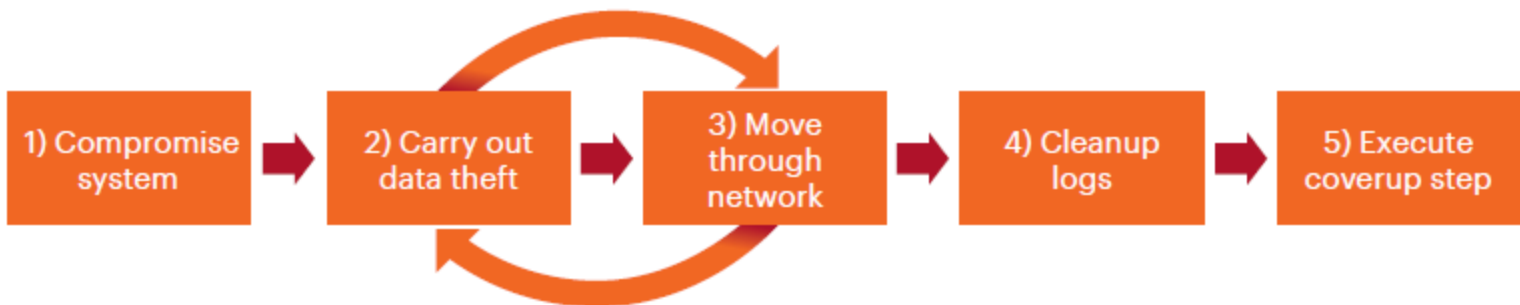 1) Compromise
system
2) Carry out
data theft
3) Move
through
network
4) Cleanup
logs
5) Execute
coverup step